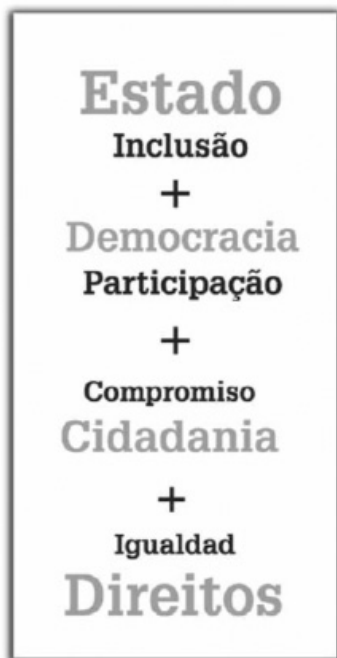 Estado
Inclusão
+
Democracia
Participação
+
Compromiso
Cidadania
+
Igualdad
Direitos